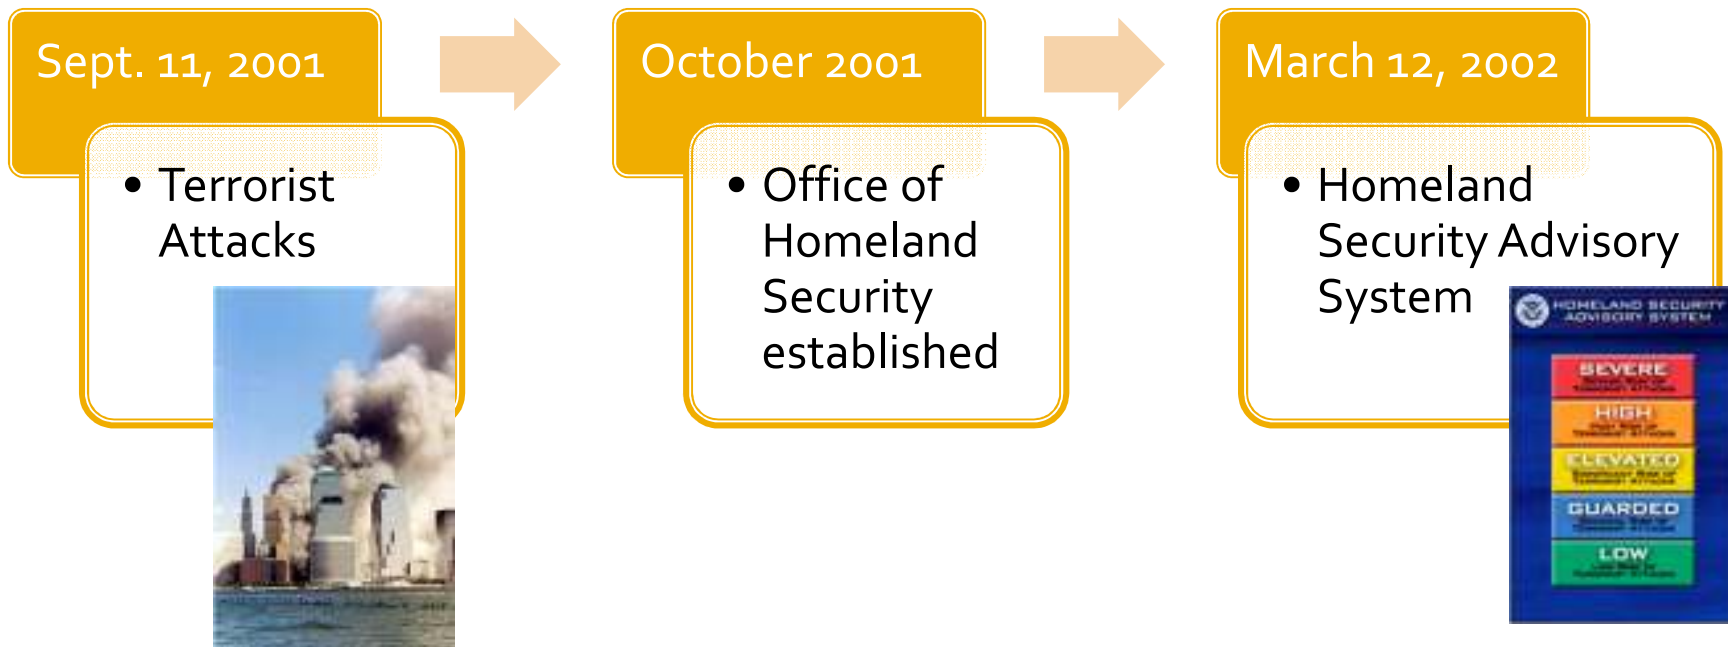 Sept. 11, 2001
• Terrorist
Attacks
October 2001
• Office of
Homeland
Security
established
March 12, 2002
• Homeland
Security Advisory
System
HOMELAND SECURITY
ADVISORY SYSTEM
SEVERE
HIGH
ELEVATED
GUARDED
LOW